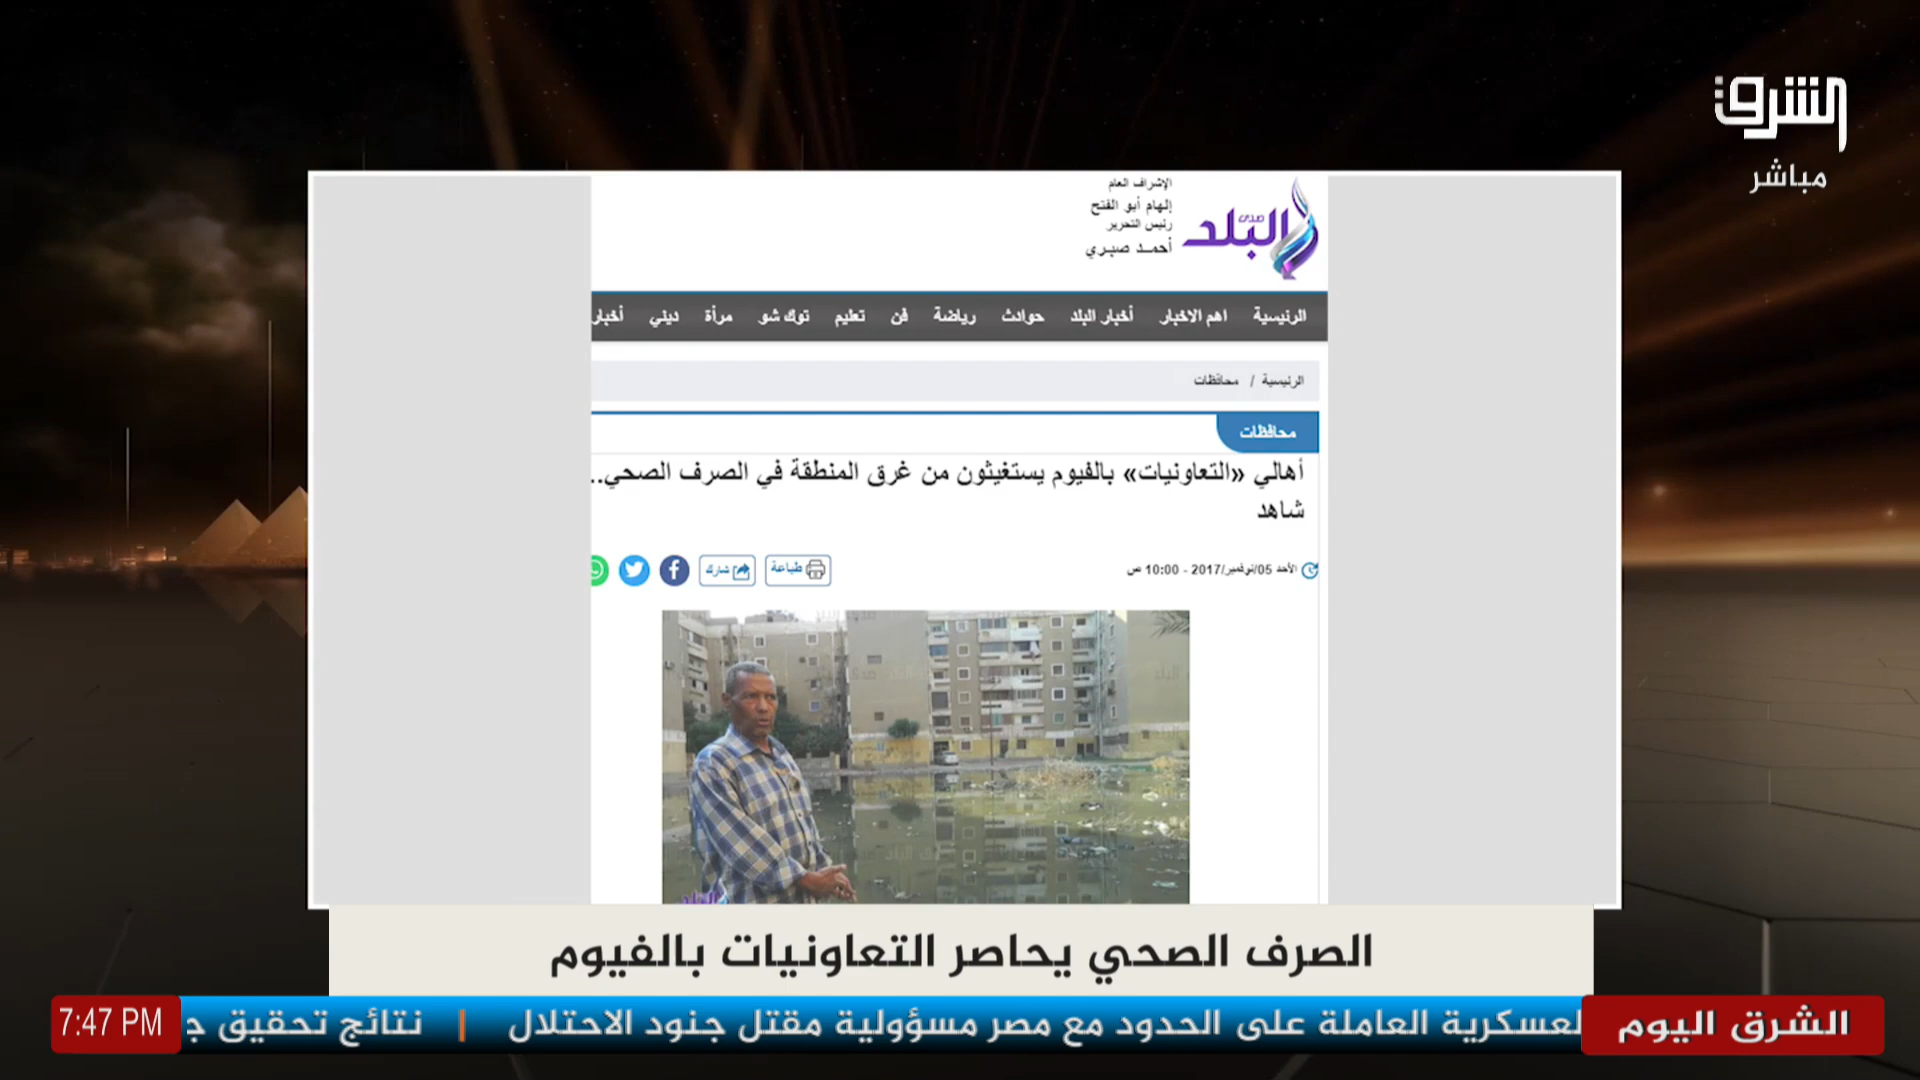 الشرق
مباشر
الإشراف العام
إلهام أبو الفتح
رئيس التحرير
أحمـد صبـري
صدى البلد
الرئيسية اهم الاخبار أخبار البلد حوادث رياضة فن تعليم توك شو مرأة ديني أخبار
الرئيسية / محافظات
محافظات
أهالي «التعاونيات» بالفيوم يستغيثون من غرق المنطقة في الصرف الصحي..
شاهد
الأحد 05/نوفمبر/2017 - 10:00 ص
طباعة
شارك
الصرف الصحي يحاصر التعاونيات بالفيوم
الشرق اليوم
لعسكرية العاملة على الحدود مع مصر مسؤولية مقتل جنود الاحتلال | نتائج تحقيق ج
7:47 PM